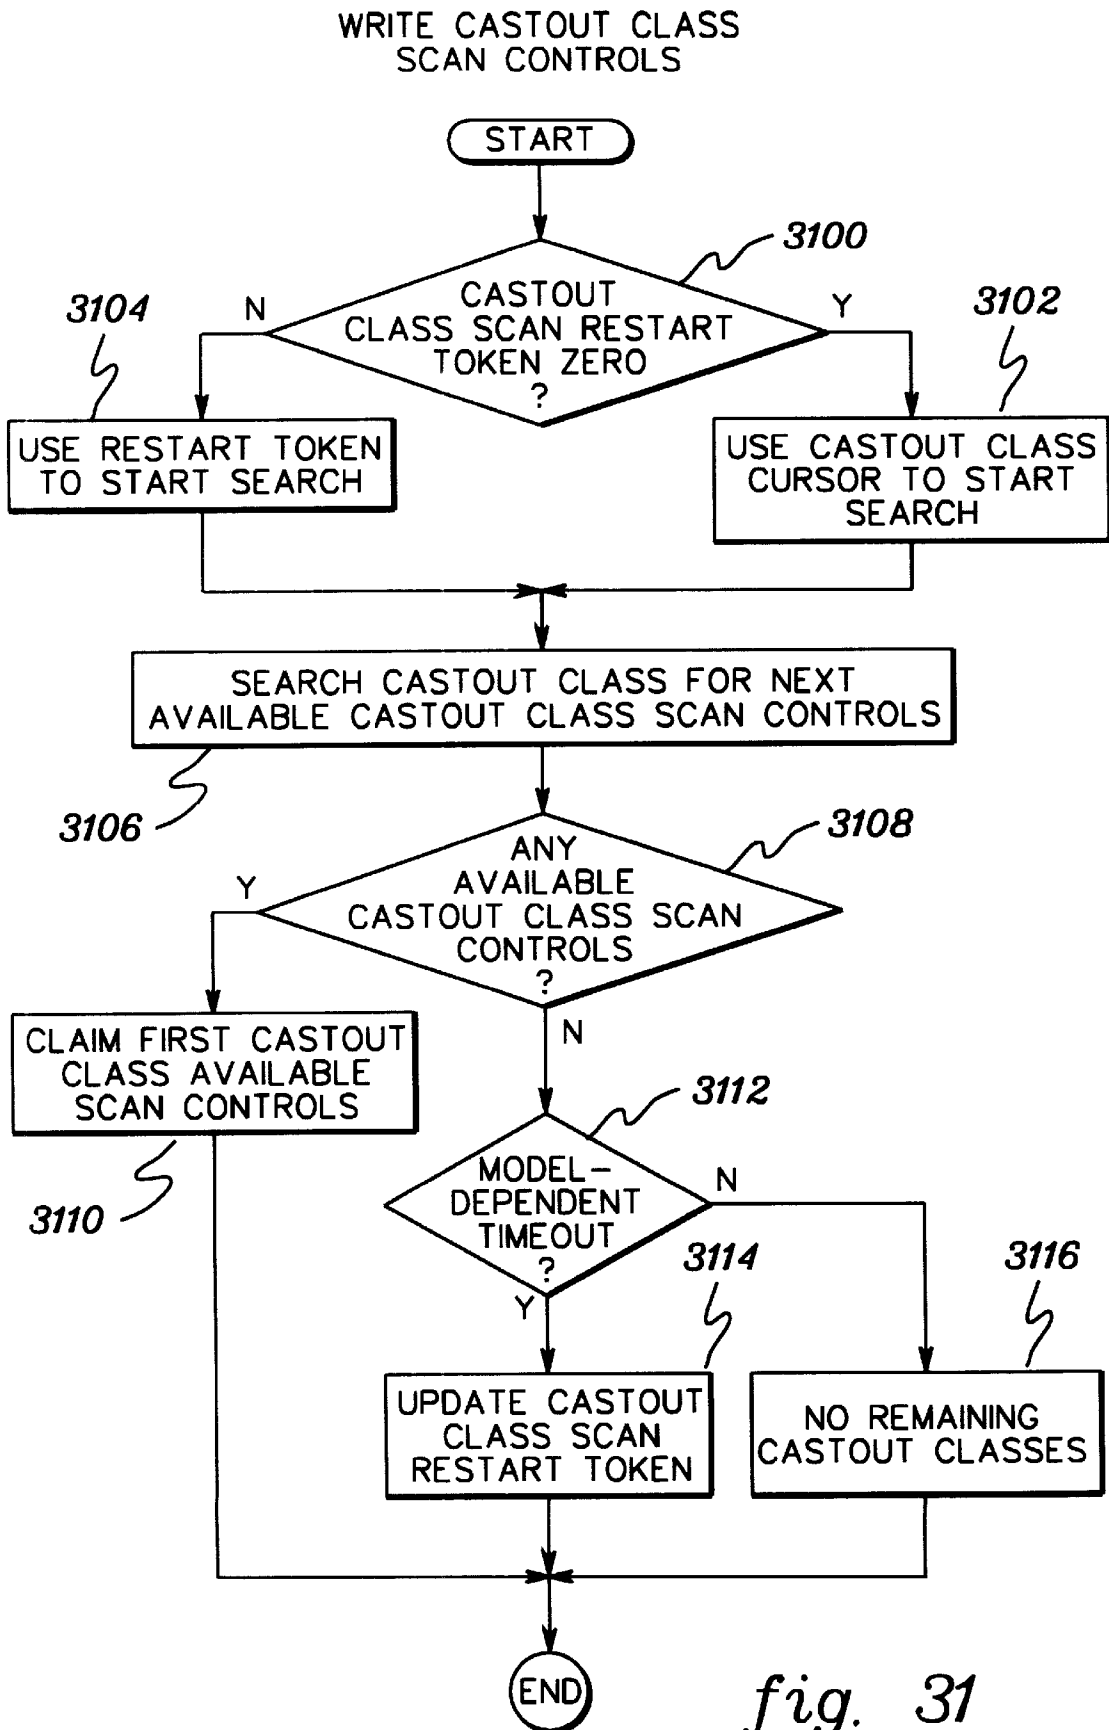 WRITE CASTOUT CLASS
SCAN CONTROLS
START
3100
CASTOUT
CLASS SCAN RESTART
TOKEN ZERO
?
N
Y
3104
3102
USE RESTART TOKEN
TO START SEARCH
USE CASTOUT CLASS
CURSOR TO START
SEARCH
SEARCH CASTOUT CLASS FOR NEXT
AVAILABLE CASTOUT CLASS SCAN CONTROLS
3106
3108
ANY
AVAILABLE
CASTOUT CLASS SCAN
CONTROLS
?
Y
N
CLAIM FIRST CASTOUT
CLASS AVAILABLE
SCAN CONTROLS
3110
3112
MODEL-
DEPENDENT
TIMEOUT
?
N
Y
3114
3116
UPDATE CASTOUT
CLASS SCAN
RESTART TOKEN
NO REMAINING
CASTOUT CLASSES
END
fig. 31